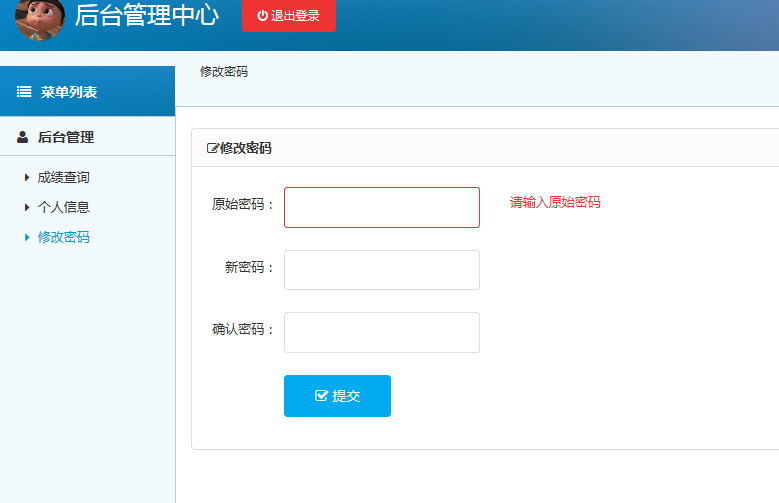 后台管理中心
退出登录
菜单列表
后台管理
成绩查询
个人信息
修改密码
修改密码
修改密码
原始密码：
请输入原始密码
新密码：
确认密码：
提交